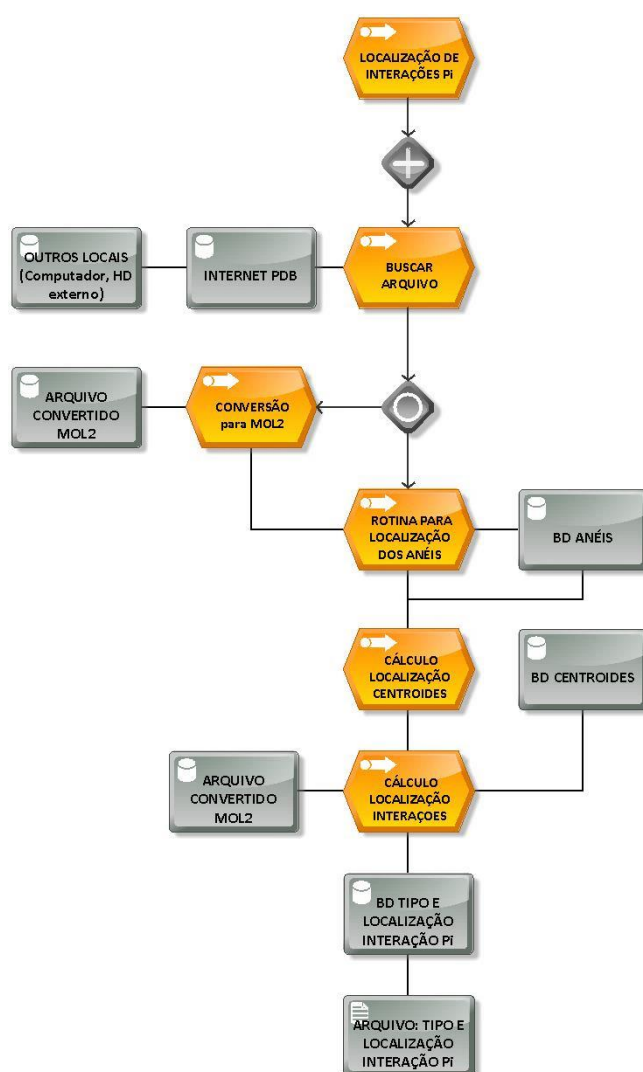 LOCALIZAÇÃO DE
INTERAÇÕES Pi
OUTROS LOCAIS
(Computador, HD
externo)
INTERNET PDB
BUSCAR
ARQUIVO
ARQUIVO
CONVERTIDO
MOL2
CONVERSÃO
para MOL2
ROTINA PARA
LOCALIZAÇÃO
DOS ANÉIS
BD ANÉIS
CÁLCULO
LOCALIZAÇÃO
CENTROIDES
BD CENTROIDES
ARQUIVO
CONVERTIDO
MOL2
CÁLCULO
LOCALIZAÇÃO
INTERAÇOES
BD TIPO E
LOCALIZAÇÃO
INTERAÇÃO Pi
ARQUIVO: TIPO E
LOCALIZAÇÃO
INTERAÇÃO Pi